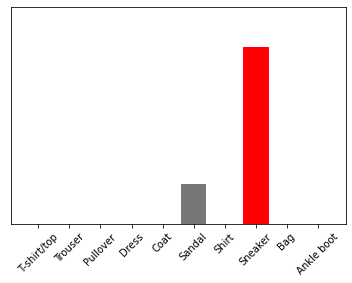 T-shirt/top
Trouser
Pullover
Dress
Coat
Sandal
Shirt
Sneaker
Bag
Ankle boot